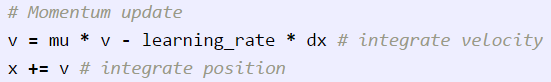 # Momentum update
v = mu * v - learning_rate * dx # integrate velocity
x += v # integrate position